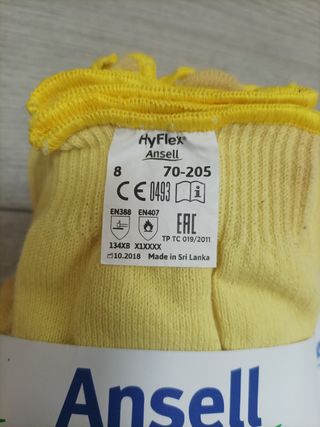 HyFlex®
Ansell
8 70-205
CE 0493 i
EN388 EN407 EAC
134XB X1XXXX TP TC 019/2011
10.2018 Made in Sri Lanka
Ansell